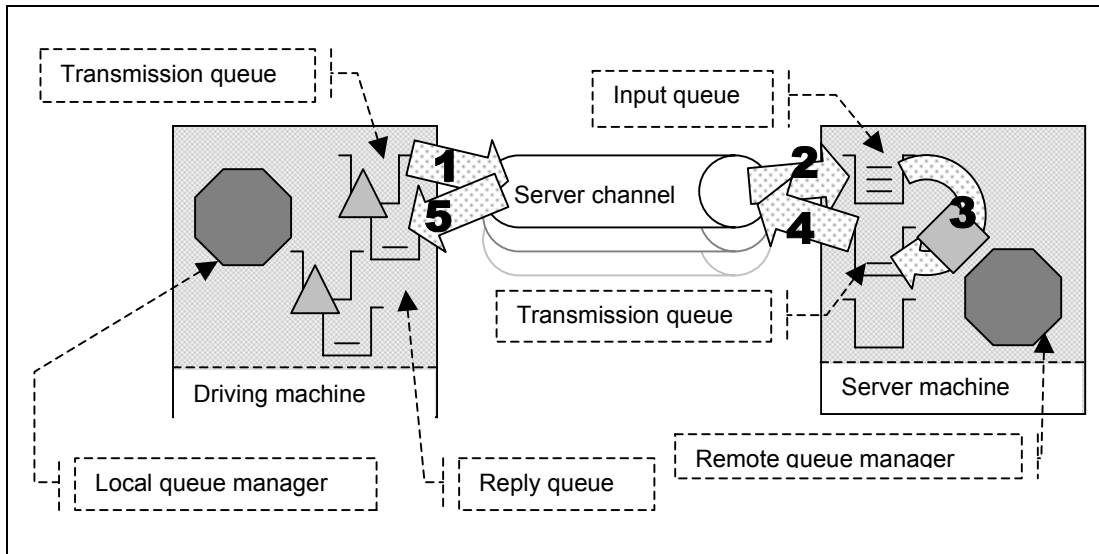 Transmission queue
Input queue
1
2
Server channel
5
4
3
Transmission queue
Driving machine
Server machine
Local queue manager
Reply queue
Remote queue manager